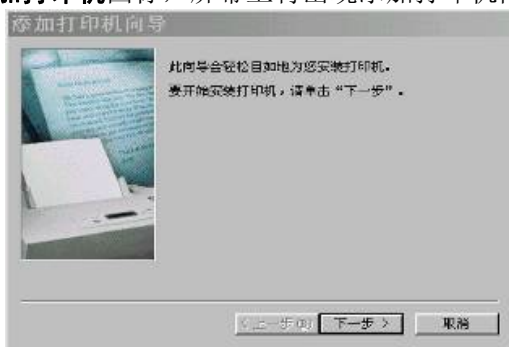 添加打印机向导
此向导会轻松自如地为您安装打印机。
要开始安装打印机，请单击“下一步”。
<上一步(B) 下一步 > 取消